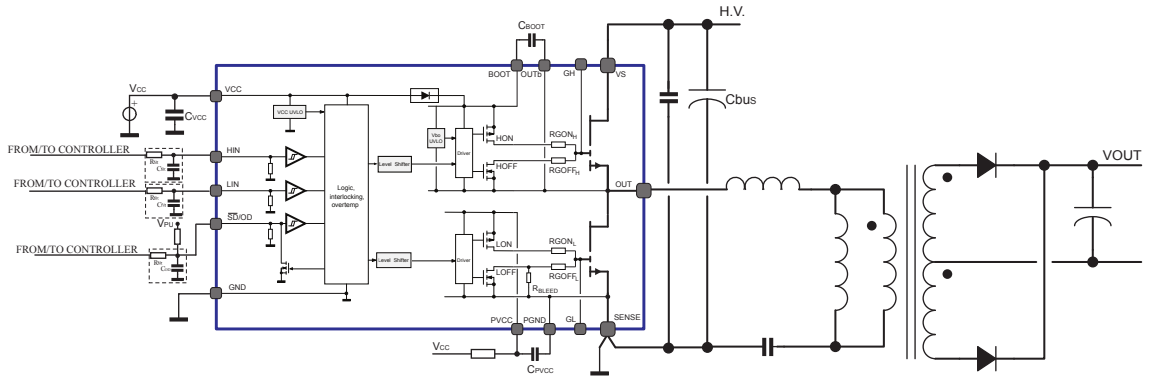 H.V.
CBOOT
BOOT OUTb GH VS
VCC
VCC
CVCC
VCC UVLO
Vbo UVLO
Driver
HON
HOFF
RGONH
RGOFFH
Cbus
FROM/TO CONTROLLER
HIN
FROM/TO CONTROLLER
LIN
Level Shifter
Logic, interlocking, overtemp
OUT
VOUT
VPU
SD/OD
FROM/TO CONTROLLER
Level Shifter
Driver
LON
LOFF
RGONL
RGOFFL
RBLEED
GND
PVCC PGND GL SENSE
VCC
CPVCC